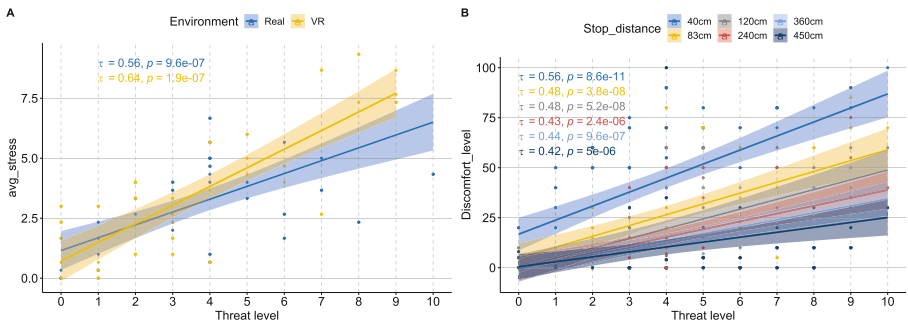 A
Environment Real VR
τ = 0.56, p = 9.6e-07
τ = 0.64, p = 1.9e-07
avg_stress
7.5
5.0
2.5
0.0
0 1 2 3 4 5 6 7 8 9 10
Threat level
B
Stop_distance
40cm 120cm 360cm
83cm 240cm 450cm
τ = 0.56, p = 8.6e-11
τ = 0.48, p = 3.8e-08
τ = 0.48, p = 5.2e-08
τ = 0.43, p = 2.4e-06
τ = 0.44, p = 9.6e-07
τ = 0.42, p = 5e-06
Discomfort_level
100
75
50
25
0
0 1 2 3 4 5 6 7 8 9 10
Threat level